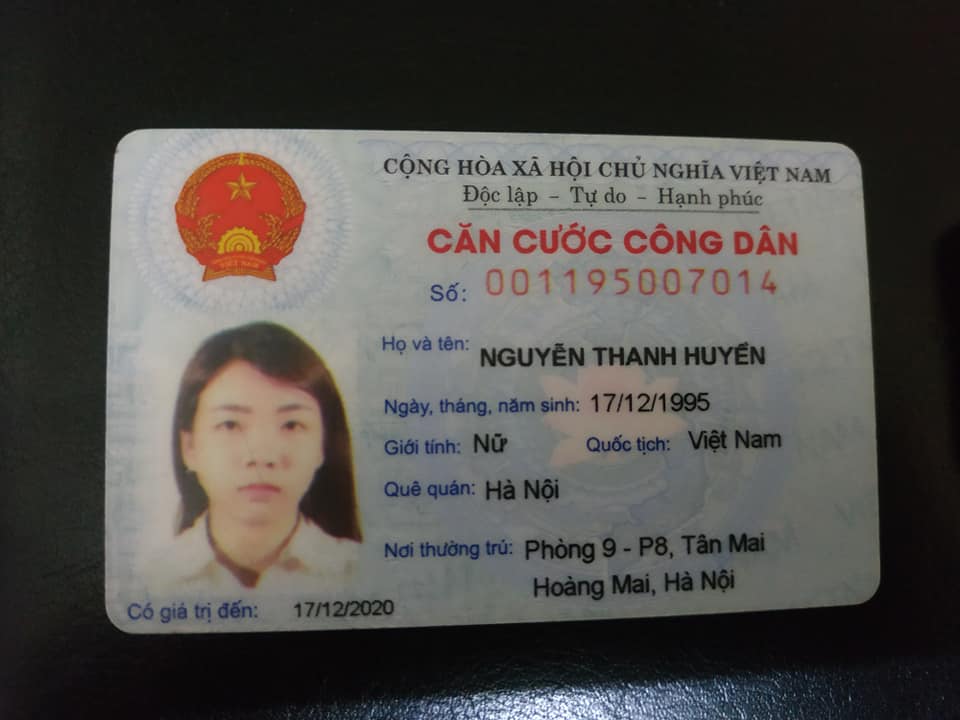 CỘNG HÒA XÃ HỘI CHỦ NGHĨA VIỆT NAM
Độc lập - Tự do - Hạnh phúc
CĂN CƯỚC CÔNG DÂN
Số: 001195007014
Họ và tên: NGUYỄN THANH HUYỀN
Ngày, tháng, năm sinh: 17/12/1995
Giới tính: Nữ Quốc tịch: Việt Nam
Quê quán: Hà Nội
Nơi thường trú: Phòng 9 - P8, Tân Mai
Hoàng Mai, Hà Nội
Có giá trị đến: 17/12/2020
VIỆT NAM